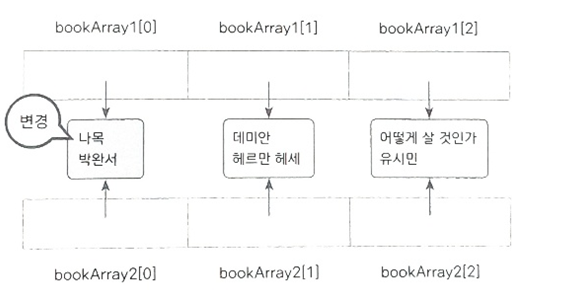 bookArray1[0] bookArray1[1] bookArray1[2]
변경
나목
박완서
데미안
헤르만 헤세
어떻게 살 것인가
유시민
bookArray2[0] bookArray2[1] bookArray2[2]